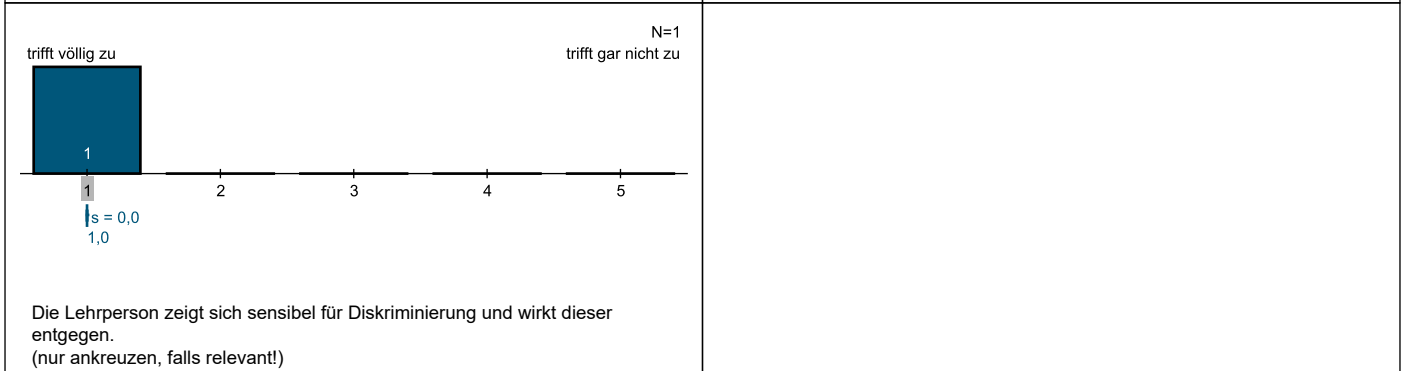 N=1
trifft völlig zu
trifft gar nicht zu
1
1 2 3 4 5
s = 0,0
1,0
Die Lehrperson zeigt sich sensibel für Diskriminierung und wirkt dieser
entgegen.
(nur ankreuzen, falls relevant!)